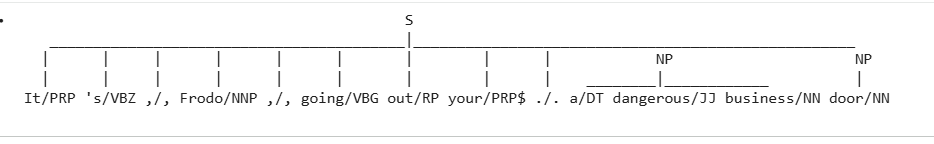 S
NP NP
It/PRP 's/VBZ ,/, Frodo/NNP ,/, going/VBG out/RP your/PRP$ ./. a/DT dangerous/JJ business/NN door/NN